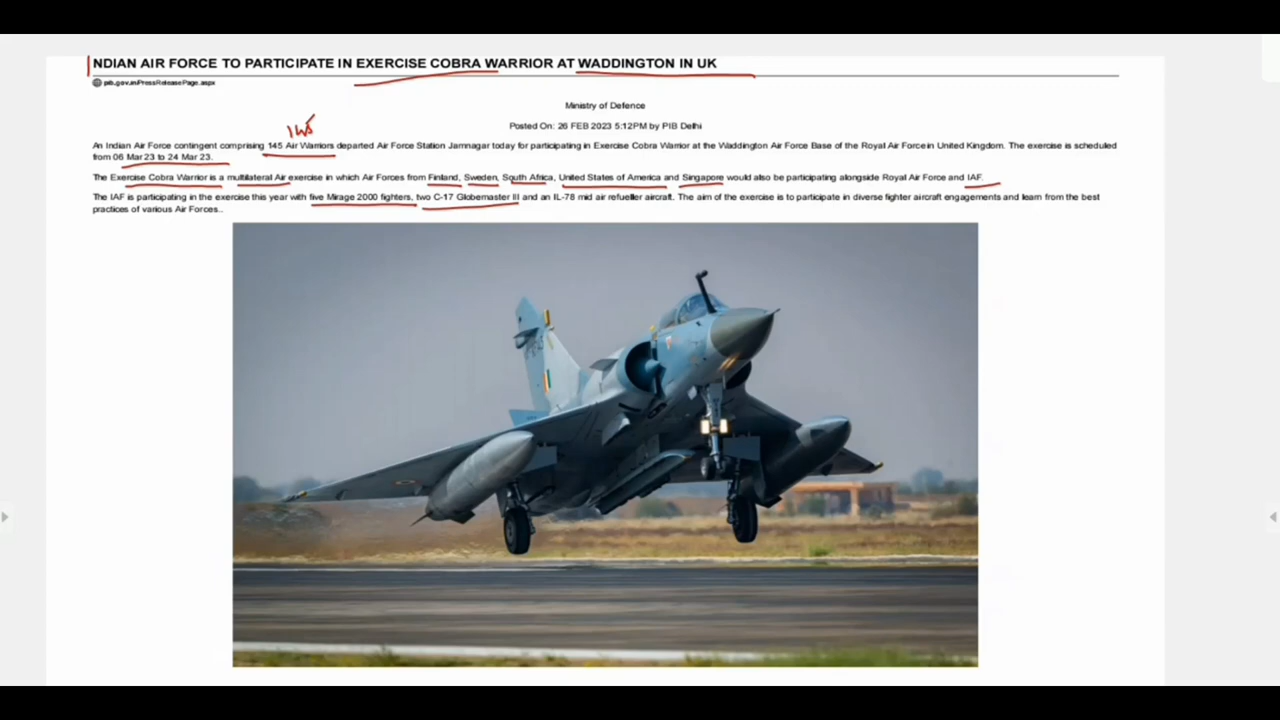 NDIAN AIR FORCE TO PARTICIPATE IN EXERCISE COBRA WARRIOR AT WADDINGTON IN UK
pib.gov.in/PressReleasePage.aspx
Ministry of Defence
Posted On: 26 FEB 2023 5:12PM by PIB Delhi
145
An Indian Air Force contingent comprising 145 Air Warriors departed Air Force Station Jamnagar today for participating in Exercise Cobra Warrior at the Waddington Air Force Base of the Royal Air Forcein United Kingdom. The exercise is scheduled
from 06 Mar 23 to 24 Mar 23.
The Exercise Cobra Warrior is a multilateral Air exercise in which Air Forces from Finland, Sweden, South Africa, United States of America and Singapore would also be participating alongside Royal Air Force and IAF.
The IAF is participating in the exercise this year with five Mirage 2000 fighters, two C-17 Globemaster III and an IL-78 mid air refueller aircraft. The aim of the exercise is to participate in diverse fighter aircraft engagements and learn from the best
practices of various Air Forces..